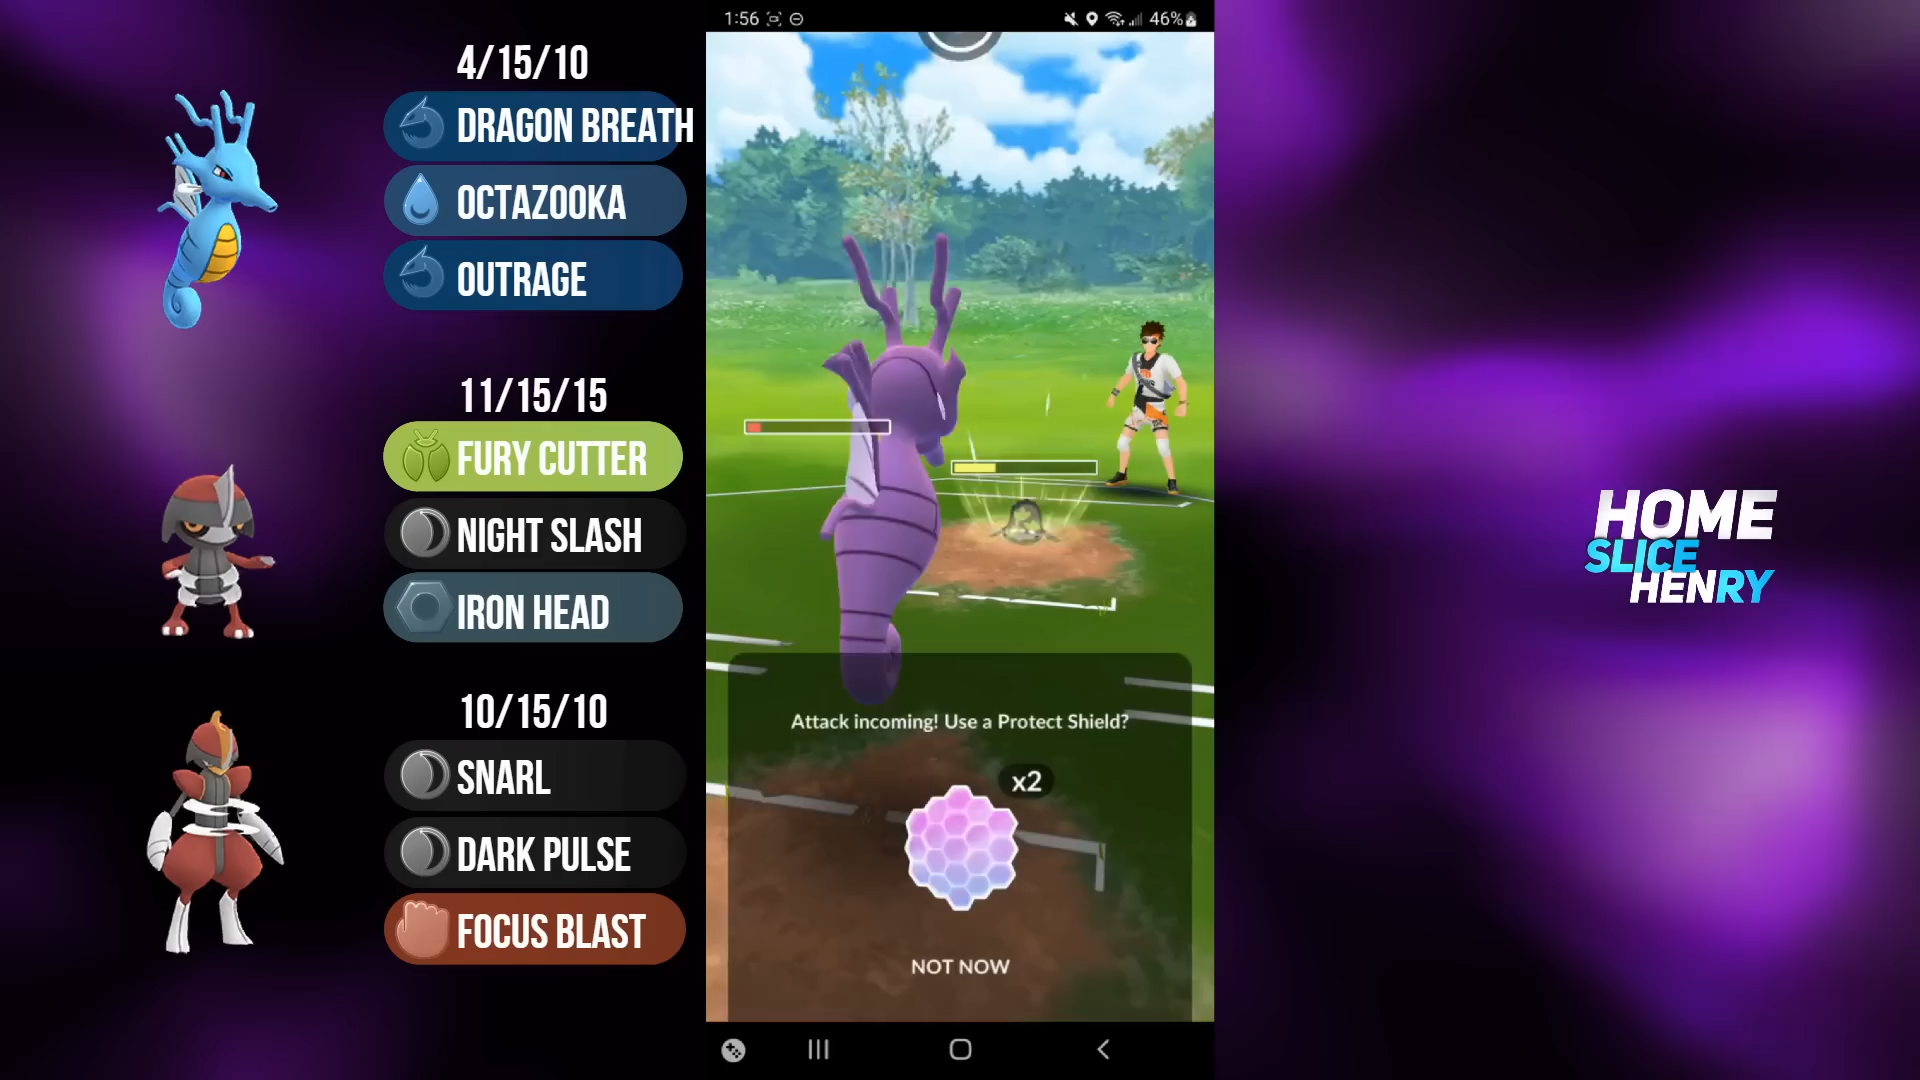 4/15/10
DRAGON BREATH
OCTAZOOKA
OUTRAGE
11/15/15
FURY CUTTER
NIGHT SLASH
IRON HEAD
10/15/10
SNARL
DARK PULSE
FOCUS BLAST
1:56
46%
Attack incoming! Use a Protect Shield?
x2
NOT NOW
HOME
SLICE
HENRY